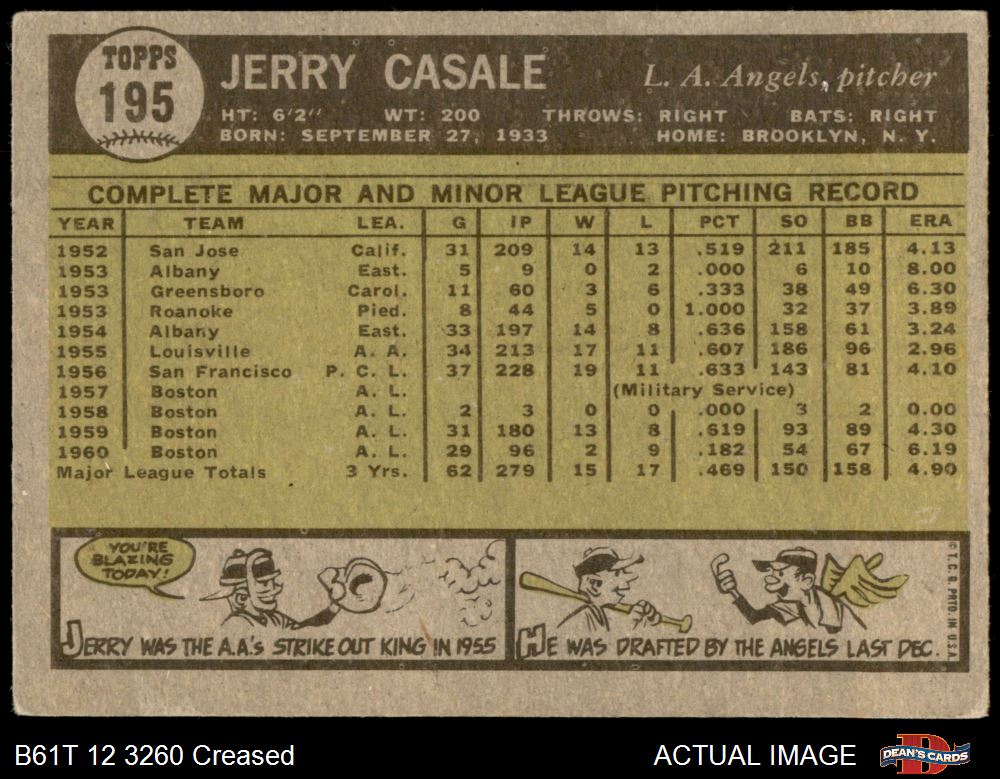 TOPPS
195
JERRY CASALE
L. A. Angels, pitcher
HT: 6'2" WT: 200 THROWS: RIGHT BATS: RIGHT
BORN: SEPTEMBER 27, 1933 HOME: BROOKLYN, N. Y.
COMPLETE MAJOR AND MINOR LEAGUE PITCHING RECORD
YEAR TEAM LEA. G IP W L PCT SO BB ERA
1952 San Jose Calif. 31 209 14 13 .519 211 185 4.13
1953 Albany East. 5 9 0 2 .000 6 10 8.00
1953 Greensboro Carol. 11 60 3 6 .333 38 49 6.30
1953 Roanoke Pied. 8 44 5 0 1.000 32 37 3.89
1954 Albany East. 33 197 14 8 .636 158 61 3.24
1955 Louisville A. A. 34 213 17 11 .607 186 96 2.96
1956 San Francisco P. C. L. 37 228 19 11 .633 143 81 4.10
1957 Boston A. L. (Military Service)
1958 Boston A. L. 2 3 0 0 .000 3 2 0.00
1959 Boston A. L. 31 180 13 8 .619 93 89 4.30
1960 Boston A. L. 29 96 2 9 .182 54 67 6.19
Major League Totals 3 Yrs. 62 279 15 17 .469 150 158 4.90
YOU'RE
BLAZING
TODAY!
JERRY WAS THE A.A.'s STRIKE OUT KING IN 1955
HE WAS DRAFTED BY THE ANGELS LAST DEC.
© T. C. G. PRTD. IN U.S.A.
B61T 12 3260 Creased
ACTUAL IMAGE
DEAN'S CARDS